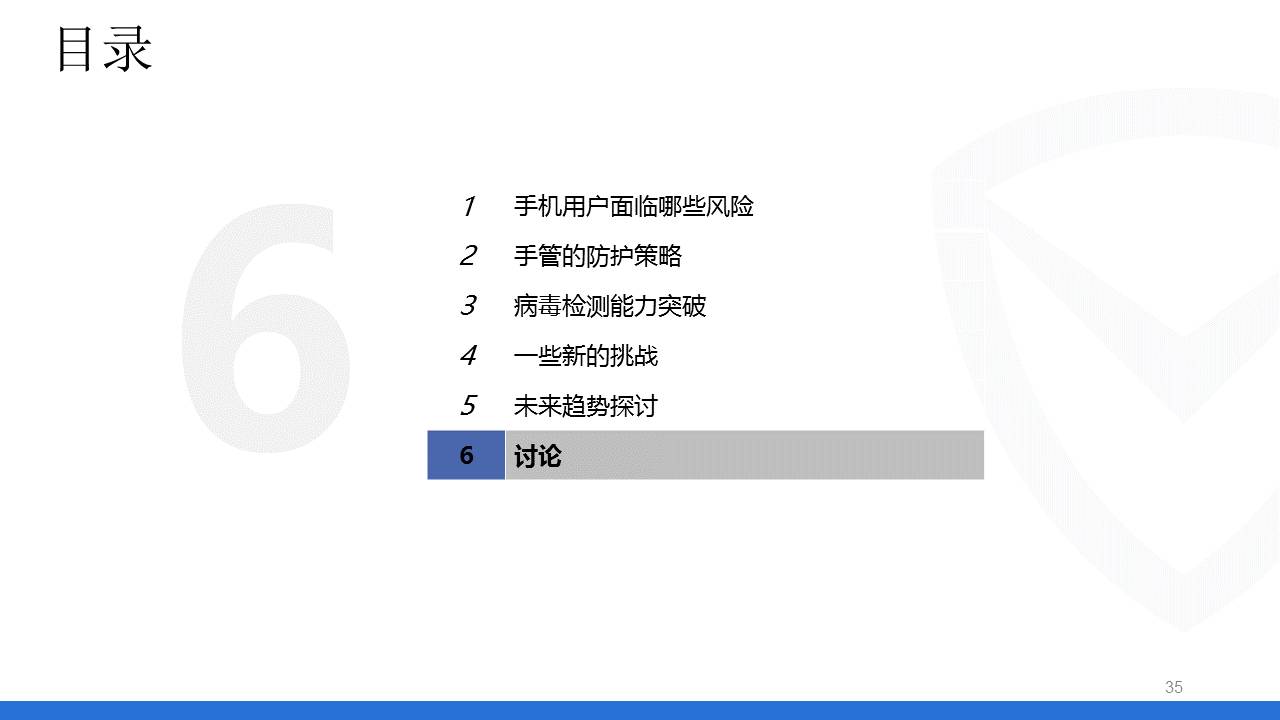 目录
6
1 手机用户面临哪些风险
2 手管的防护策略
3 病毒检测能力突破
4 一些新的挑战
5 未来趋势探讨
6 讨论
35